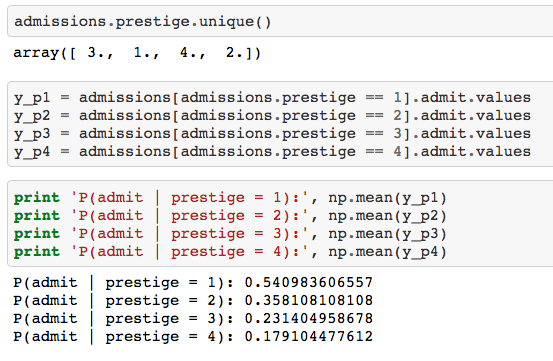 admissions.prestige.unique()
array([ 3.,  1.,  4.,  2.])
y_p1 = admissions[admissions.prestige == 1].admit.values
y_p2 = admissions[admissions.prestige == 2].admit.values
y_p3 = admissions[admissions.prestige == 3].admit.values
y_p4 = admissions[admissions.prestige == 4].admit.values
print 'P(admit | prestige = 1):', np.mean(y_p1)
print 'P(admit | prestige = 2):', np.mean(y_p2)
print 'P(admit | prestige = 3):', np.mean(y_p3)
print 'P(admit | prestige = 4):', np.mean(y_p4)
P(admit | prestige = 1): 0.540983606557
P(admit | prestige = 2): 0.358108108108
P(admit | prestige = 3): 0.231404958678
P(admit | prestige = 4): 0.179104477612